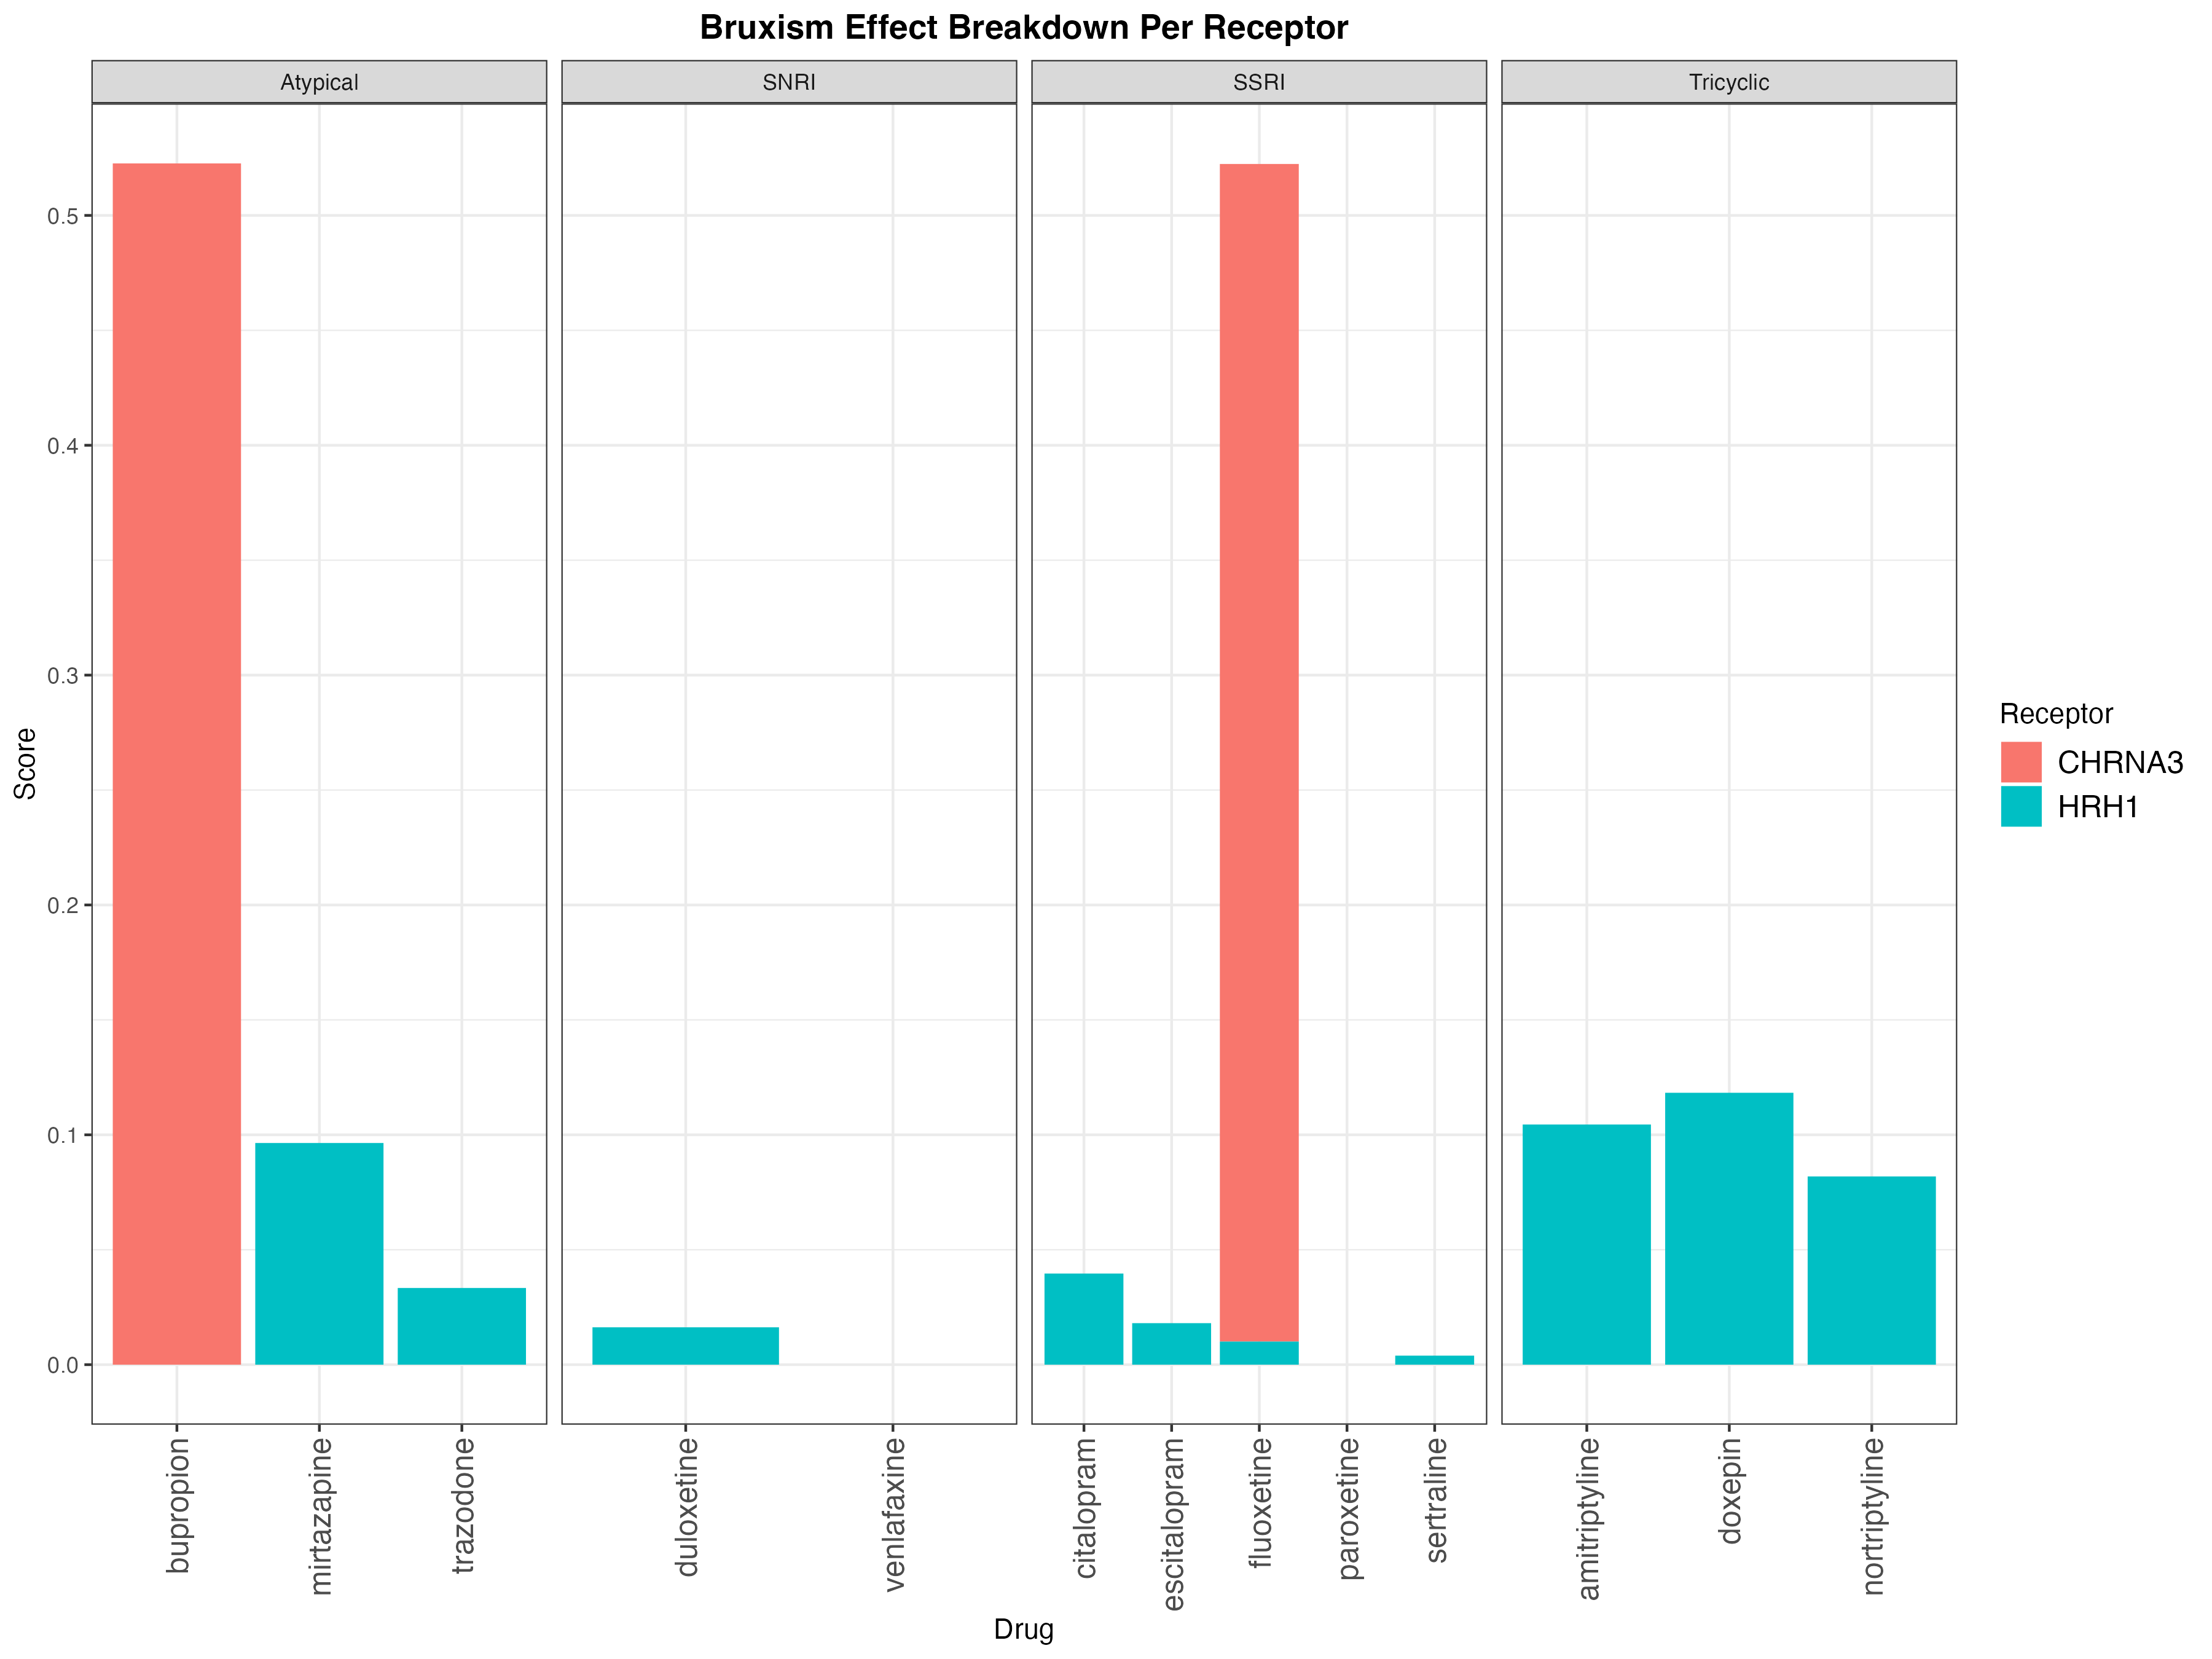 Bruxism Effect Breakdown Per Receptor
Atypical
SNRI
SSRI
Tricyclic
Score
0.5
0.4
0.3
0.2
0.1
0.0
bupropion
mirtazapine
trazodone
duloxetine
venlafaxine
citalopram
escitalopram
fluoxetine
paroxetine
sertraline
amitriptyline
doxepin
nortriptyline
Drug
Receptor
CHRNA3
HRH1